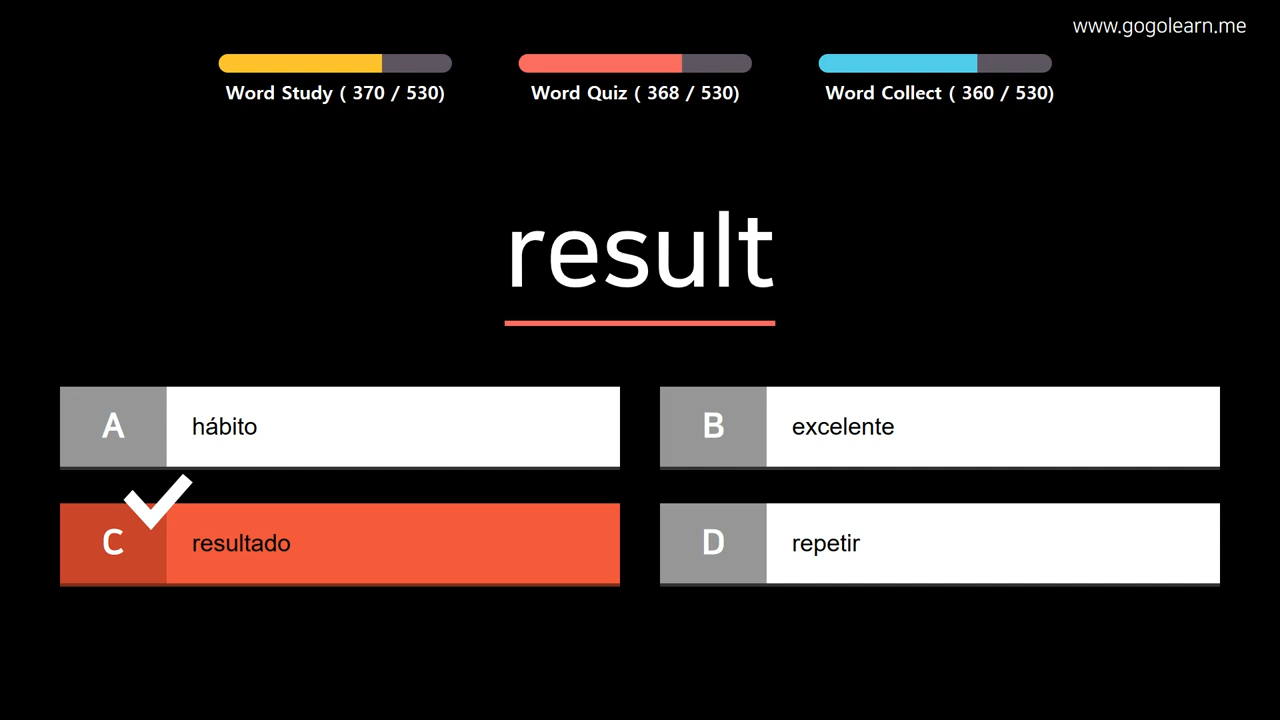 www.gogolearn.me
Word Study ( 370 / 530)
Word Quiz ( 368 / 530)
Word Collect ( 360 / 530)
result
A hábito
B excelente
C resultado
D repetir